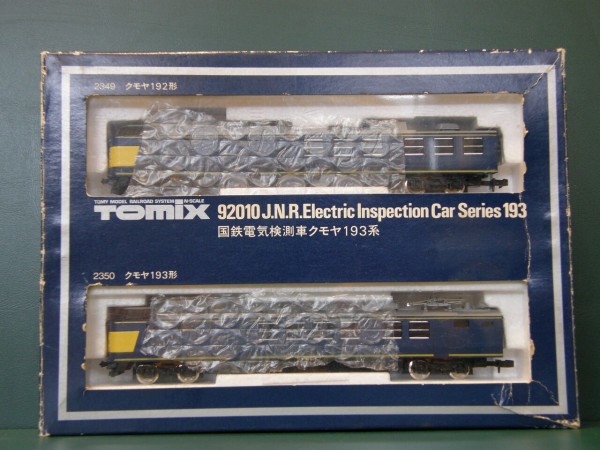 2349 クモヤ192形
TOMY MODEL RAILROAD SYSTEM N-SCALE
TOMIX 92010 J.N.R. Electric Inspection Car Series 193
国鉄電気検測車クモヤ193系
2350 クモヤ193形